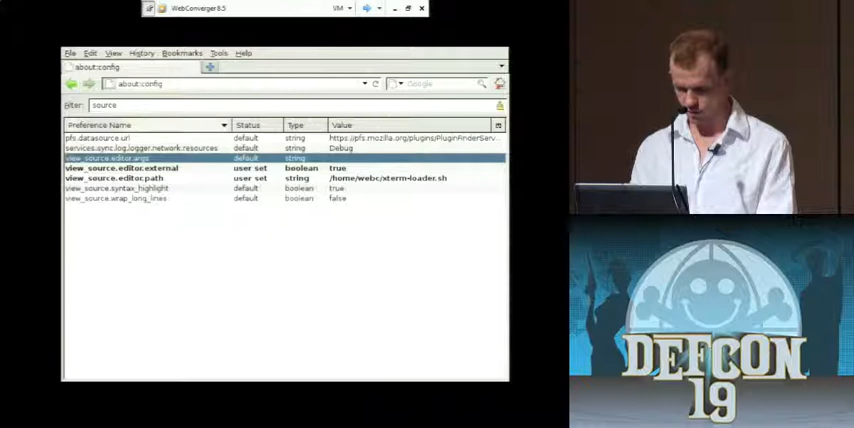 WebConverger 8.5
VM
File Edit View History Bookmarks Tools Help
about:config
about:config
Google
Filter: source
Preference Name Status Type Value
pfs.datasource.url default string https://pfs.mozilla.org/plugins/PluginFinderServ...
services.sync.log.logger.network.resources default string Debug
view_source.editor.args default string
view_source.editor.external user set boolean true
view_source.editor.path user set string /home/webc/xterm-loader.sh
view_source.syntax_highlight default boolean true
view_source.wrap_long_lines default boolean false
DEFCON
19